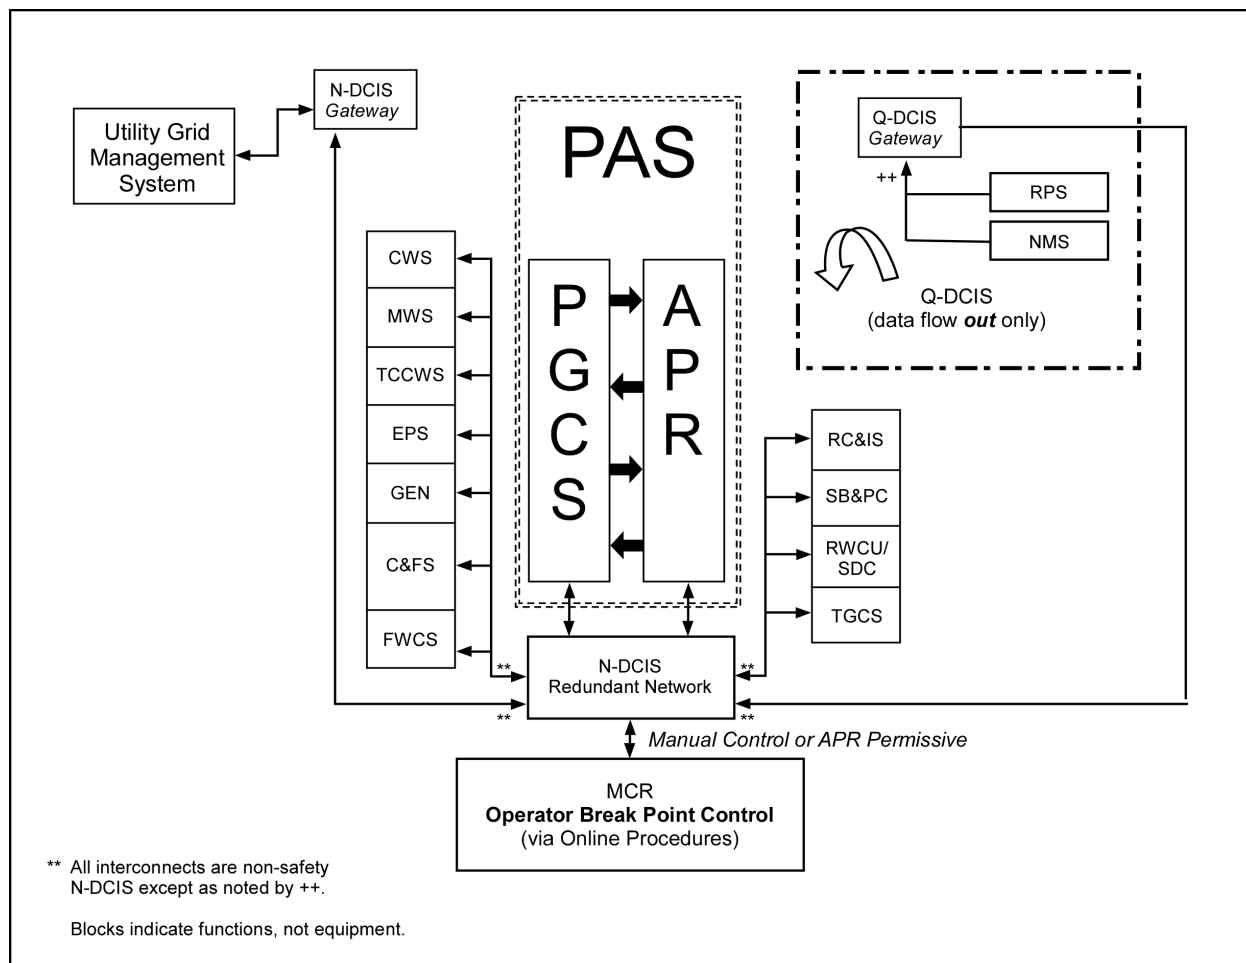 N-DCIS
Gateway
Utility Grid
Management
System
PAS
Q-DCIS
Gateway
++
RPS
NMS
Q-DCIS
(data flow out only)
CWS
MWS
TCCWS
EPS
GEN
C&FS
FWCS
P
G
C
S
A
P
R
RC&IS
SB&PC
RWCU/
SDC
TGCS
**
**
N-DCIS
Redundant Network
**
**
Manual Control or APR Permissive
MCR
Operator Break Point Control
(via Online Procedures)
** All interconnects are non-safety
N-DCIS except as noted by ++.
Blocks indicate functions, not equipment.